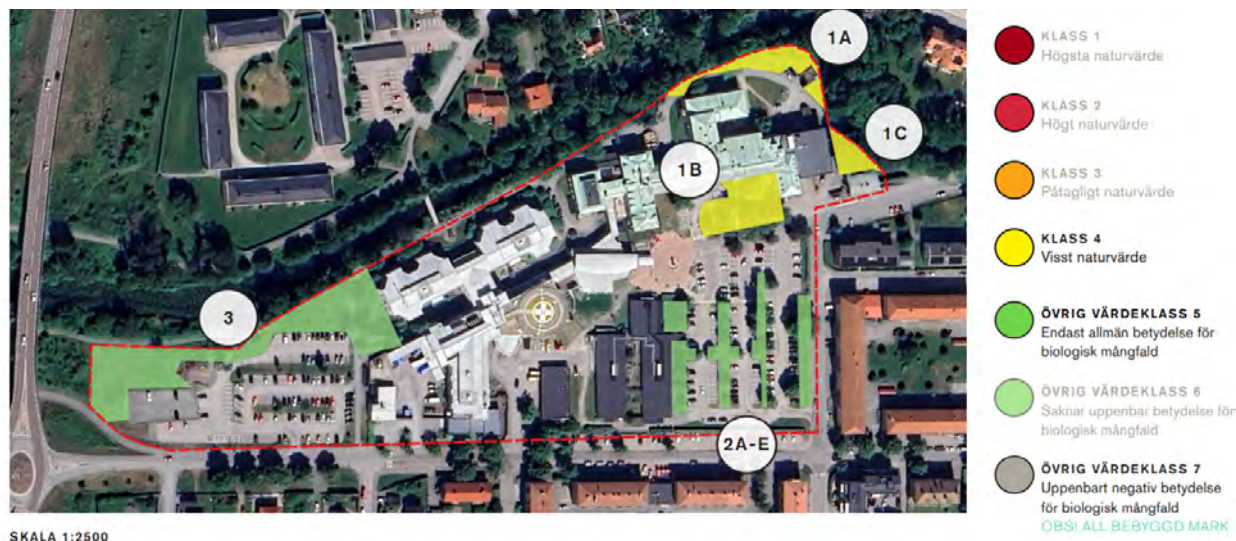 1A
1C
1B
3
2A-E
KLASS 1
Högsta naturvärde
KLASS 2
Högt naturvärde
KLASS 3
Påtagligt naturvärde
KLASS 4
Visst naturvärde
ÖVRIG VÄRDEKLASS 5
Endast allmän betydelse för
biologisk mångfald
ÖVRIG VÄRDEKLASS 6
Saknar uppenbar betydelse för
biologisk mångfald
ÖVRIG VÄRDEKLASS 7
Uppenbart negativ betydelse
för biologisk mångfald
OBS! ALL BEBYGGD MARK
SKALA 1:2500